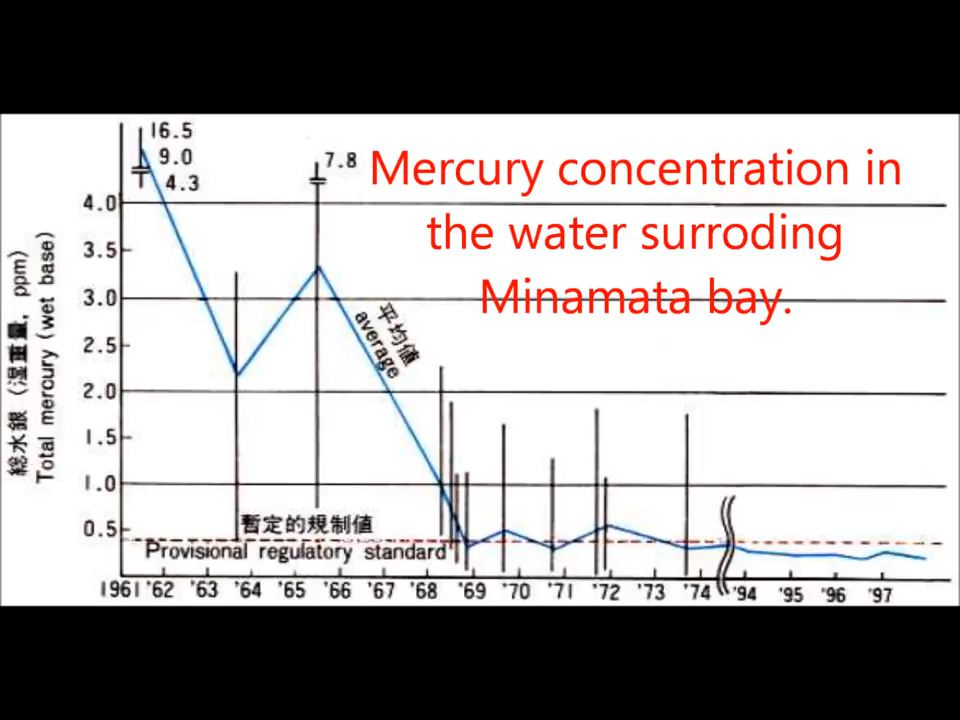 16.5
9.0
4.3
7.8
Mercury concentration in
the water surroding
Minamata bay.
4.0
3.5
3.0
2.5
2.0
1.5
1.0
0.5
総水銀 (湿重量, ppm)
Total mercury (wet base)
平均値
average
暫定的規制値
Provisional regulatory standard
1961 '62 '63 '64 '65 '66 '67 '68 '69 '70 '71 '72 '73 '74 '94 '95 '96 '97